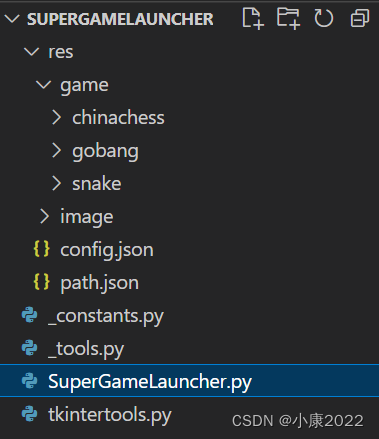 SUPERGAMELAUNCHER
res
game
chinachess
gobang
snake
image
{} config.json
{} path.json
_constants.py
_tools.py
SuperGameLauncher.py
tkintertools.py
CSDN @小康2022